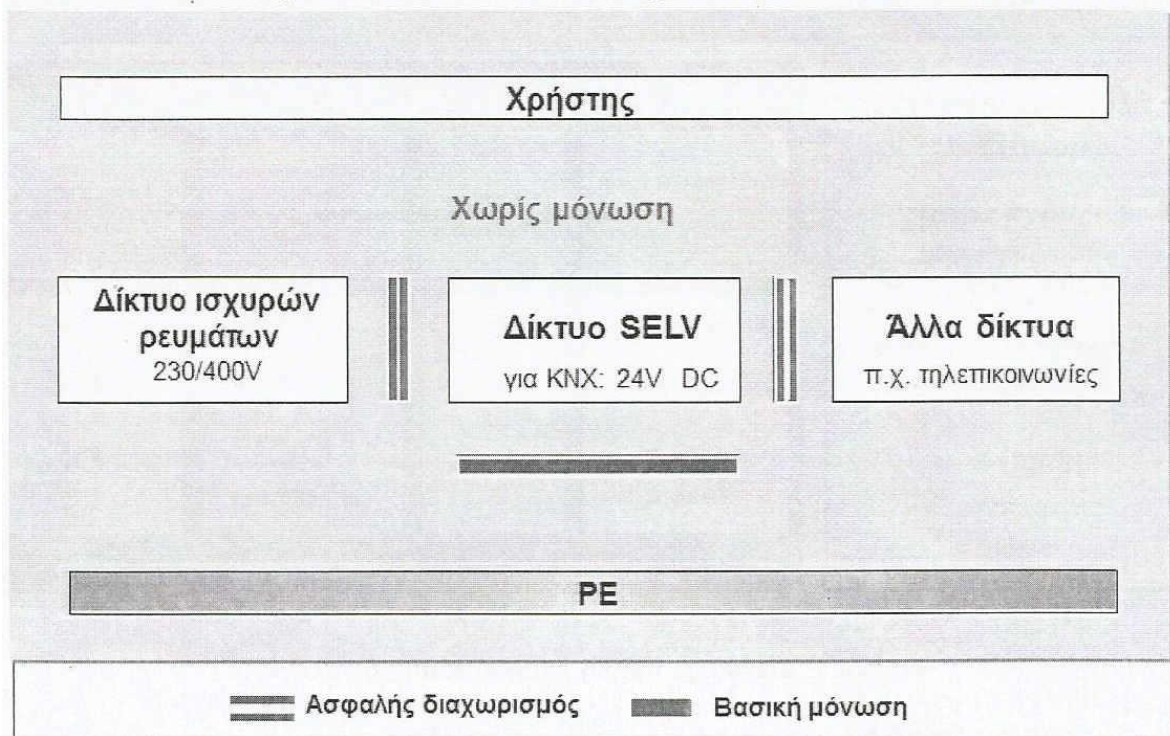 Χρήστης
Χωρίς μόνωση
Δίκτυο ισχυρών
ρευμάτων
230/400V
Δίκτυο SELV
για KNX: 24V DC
Άλλα δίκτυα
π.χ. τηλεπικοινωνίες
PE
Ασφαλής διαχωρισμός
Βασική μόνωση